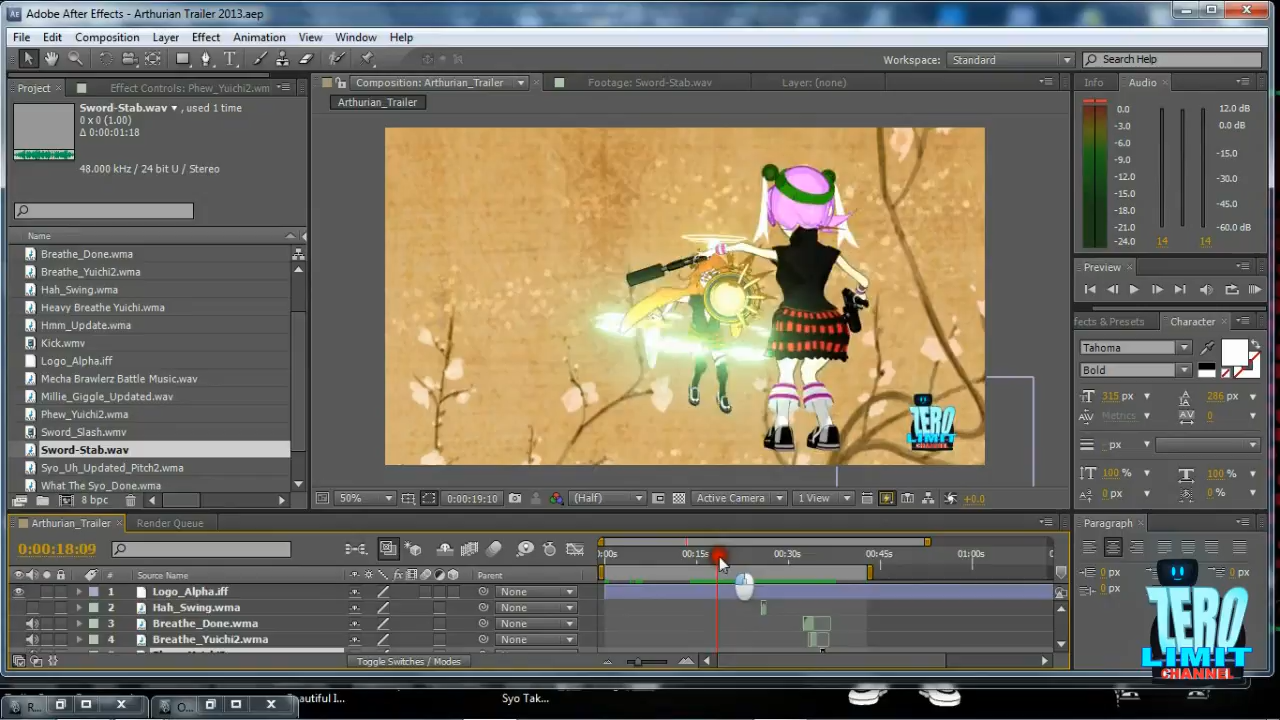 Adobe After Effects - Arthurian Trailer 2013.aep
File Edit Composition Layer Effect Animation View Window Help
Workspace: Standard Search Help
Project Effect Controls: Phew_Yuichi2.wm
Composition: Arthurian_Trailer Footage: Sword-Stab.wav Layer: (none)
Info Audio
Arthurian_Trailer
Sword-Stab.wav, used 1 time
0 x 0 (1.00)
Δ 0:00:01:18
48.000 kHz / 24 bit U / Stereo
0.0 12.0 dB
-3.0 0.0 dB
-6.0
-9.0 -15.0
-12.0
-15.0 -30.0
-18.0 -45.0
-21.0
-24.0 14 14 -60.0 dB
Name
Breathe_Done.wma
Breathe_Yuichi2.wma
Hah_Swing.wma
Heavy Breathe Yuichi.wma
Hmm_Update.wma
Kick.wmv
Logo_Alpha.iff
Mecha Brawlerz Battle Music.wav
Millie_Giggle_Updated.wav
Phew_Yuichi2.wma
Sword_Slash.wmv
Sword-Stab.wav
Syo_Uh_Updated_Pitch2.wma
What The Syo_Done.wma
8 bpc
ZERO
LIMIT
CHANNEL
Preview
fects & Presets Character
Tahoma
Bold
315 px 286 px
Metrics 0
px
100 % 100 %
0 px 0 %
50% 0:00:19:10 (Half) Active Camera 1 View +0.0
Arthurian_Trailer Render Queue
0:00:18:09
:00s 00:15s 00:30s 00:45s 01:00s 0
# Source Name Parent
1 Logo_Alpha.iff None
2 Hah_Swing.wma None
3 Breathe_Done.wma None
4 Breathe_Yuichi2.wma None
Toggle Switches / Modes
Paragraph
0 px 0 px
0 px
ZERO
LIMIT
CHANNEL
R... O... eautiful I... Syo Tak...